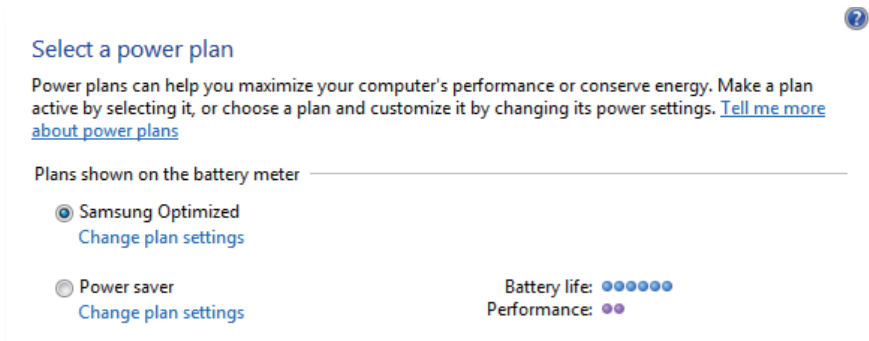 Select a power plan
Power plans can help you maximize your computer's performance or conserve energy. Make a plan
active by selecting it, or choose a plan and customize it by changing its power settings. Tell me more
about power plans
Plans shown on the battery meter
Samsung Optimized
Change plan settings
Power saver Battery life:
Change plan settings Performance: